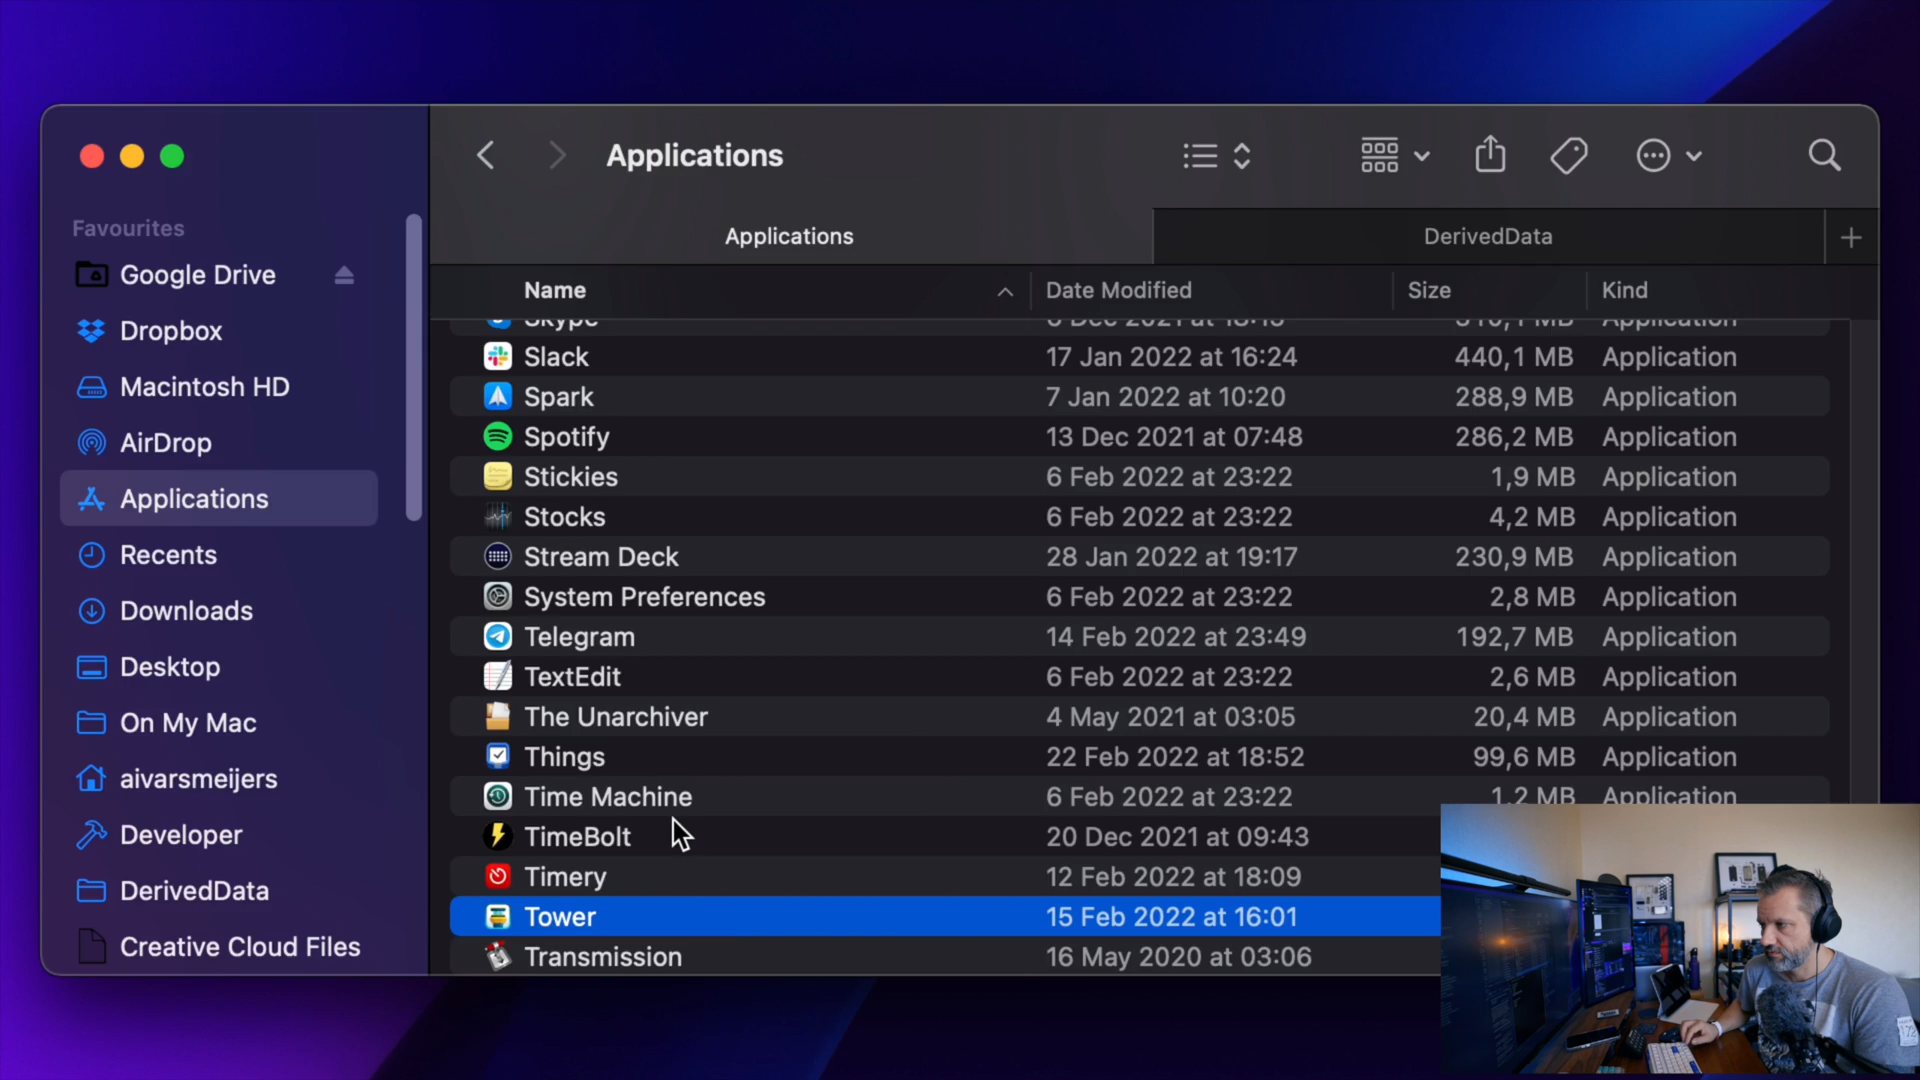 Applications
Applications
DerivedData
Name
Date Modified
Size
Kind
Favourites
Google Drive
Dropbox
Macintosh HD
AirDrop
Applications
Recents
Downloads
Desktop
On My Mac
aivarsmeijers
Developer
DerivedData
Creative Cloud Files
Skype
Slack 17 Jan 2022 at 16:24 440,1 MB Application
Spark 7 Jan 2022 at 10:20 288,9 MB Application
Spotify 13 Dec 2021 at 07:48 286,2 MB Application
Stickies 6 Feb 2022 at 23:22 1,9 MB Application
Stocks 6 Feb 2022 at 23:22 4,2 MB Application
Stream Deck 28 Jan 2022 at 19:17 230,9 MB Application
System Preferences 6 Feb 2022 at 23:22 2,8 MB Application
Telegram 14 Feb 2022 at 23:49 192,7 MB Application
TextEdit 6 Feb 2022 at 23:22 2,6 MB Application
The Unarchiver 4 May 2021 at 03:05 20,4 MB Application
Things 22 Feb 2022 at 18:52 99,6 MB Application
Time Machine 6 Feb 2022 at 23:22 1,2 MB Application
TimeBolt 20 Dec 2021 at 09:43
Timery 12 Feb 2022 at 18:09
Tower 15 Feb 2022 at 16:01
Transmission 16 May 2020 at 03:06